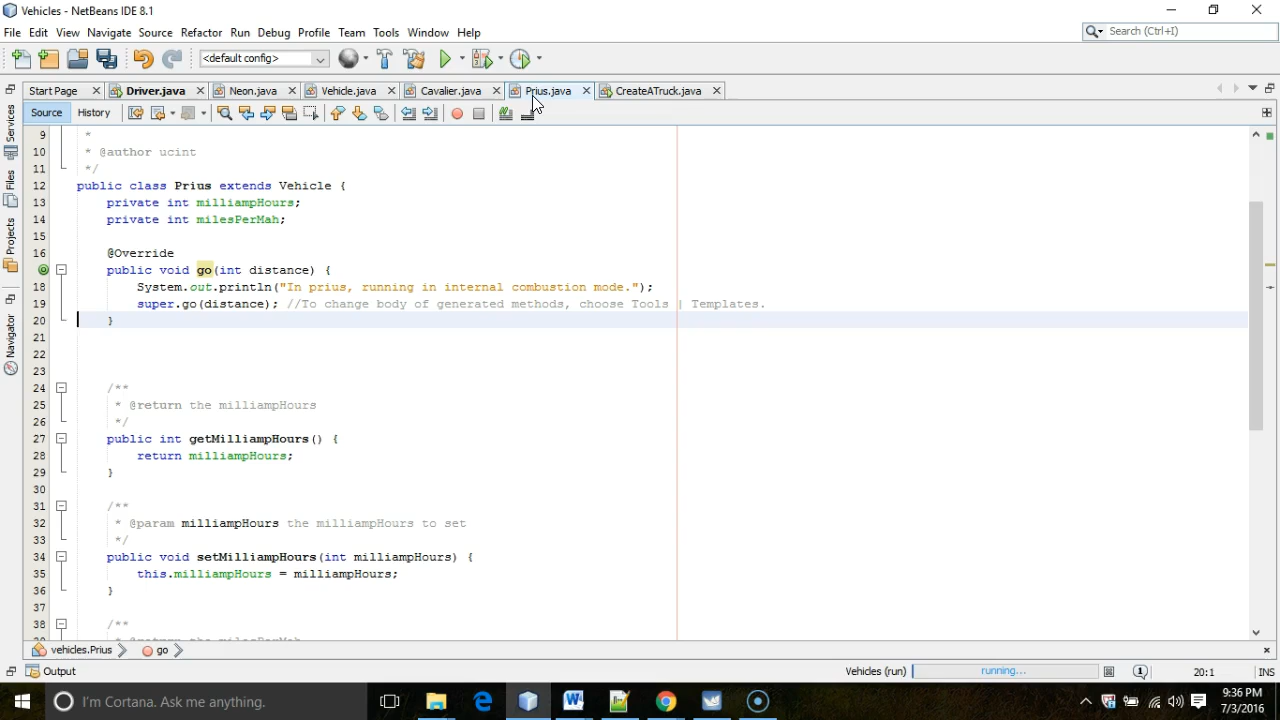 Vehicles - NetBeans IDE 8.1
File Edit View Navigate Source Refactor Run Debug Profile Team Tools Window Help
Search (Ctrl+I)
<default config>
Start Page Driver.java Neon.java Vehicle.java Cavalier.java Prius.java CreateATruck.java
Source History
Services
Files
Projects
Navigator
9 *
10 * @author ucint
11 */
12 public class Prius extends Vehicle {
13 private int milliampHours;
14 private int milesPerMah;
15
16 @Override
public void go(int distance) {
18 System.out.println("In prius, running in internal combustion mode.");
19 super.go(distance); //To change body of generated methods, choose Tools | Templates.
20 }
21
22
23
24 /**
25 * @return the milliampHours
26 */
27 public int getMilliampHours() {
28 return milliampHours;
29 }
30
31 /**
32 * @param milliampHours the milliampHours to set
33 */
34 public void setMilliampHours(int milliampHours) {
35 this.milliampHours = milliampHours;
36 }
37
38 /**
vehicles.Prius go
Output Vehicles (run) running... 1 20:1 INS
I'm Cortana. Ask me anything.
9:36 PM
7/3/2016